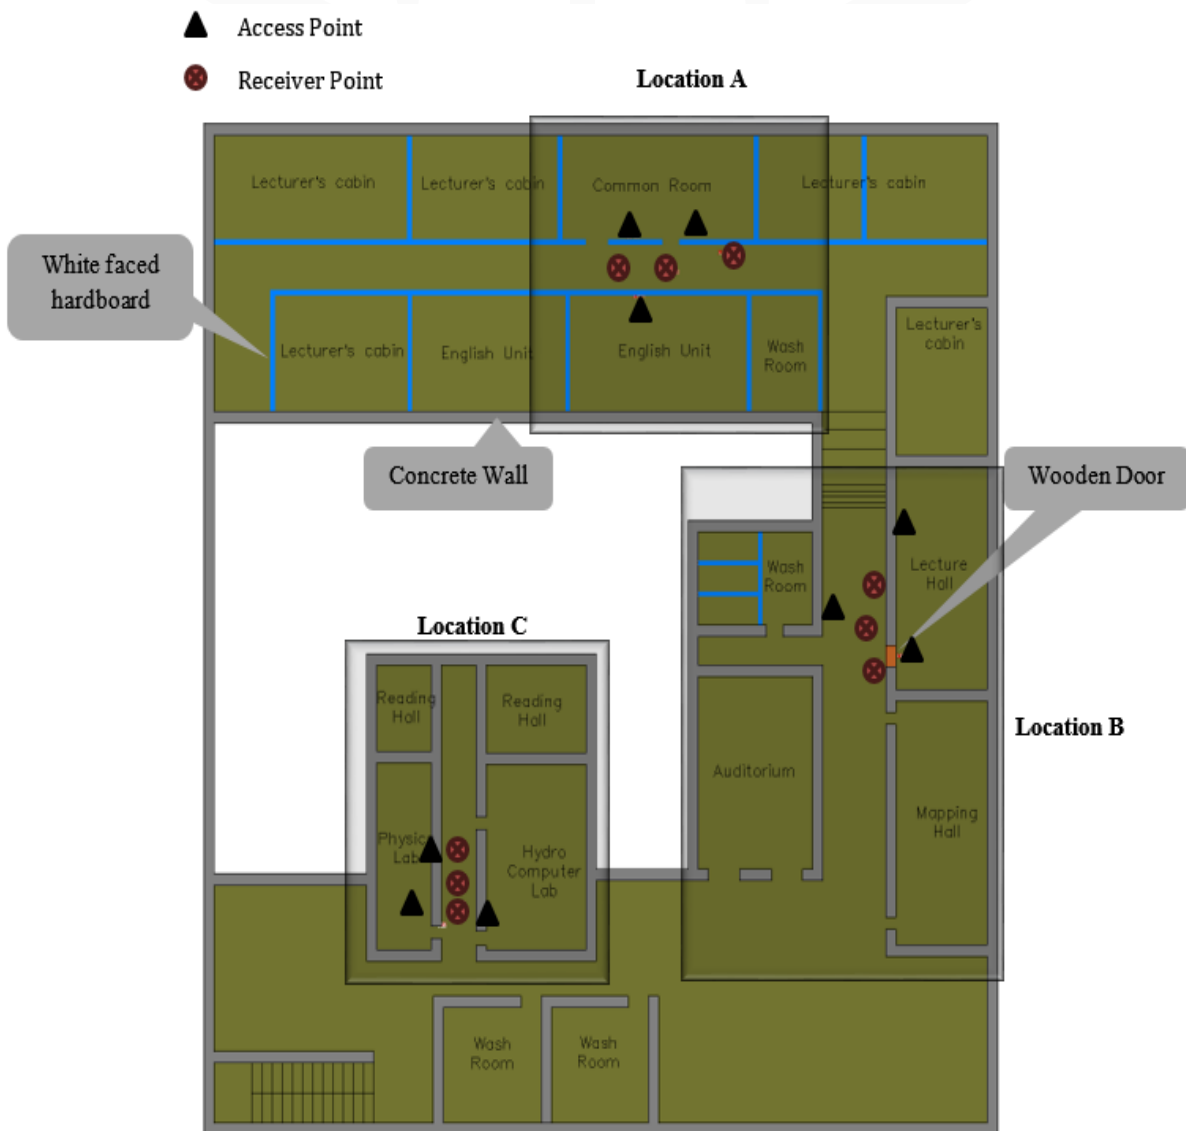 Access Point
Receiver Point
Location A
Lecturer's cabin
Lecturer's cabin
Common Room
Lecturer's cabin
White faced
hardboard
Lecturer's cabin
English Unit
English Unit
Wash
Room
Lecturer's
cabin
Concrete Wall
Wooden Door
Wash
Room
Lecture
Hall
Location C
Reading
Hall
Reading
Hall
Location B
Auditorium
Mapping
Hall
Physics
Lab
Hydro
Computer
Lab
Wash
Room
Wash
Room